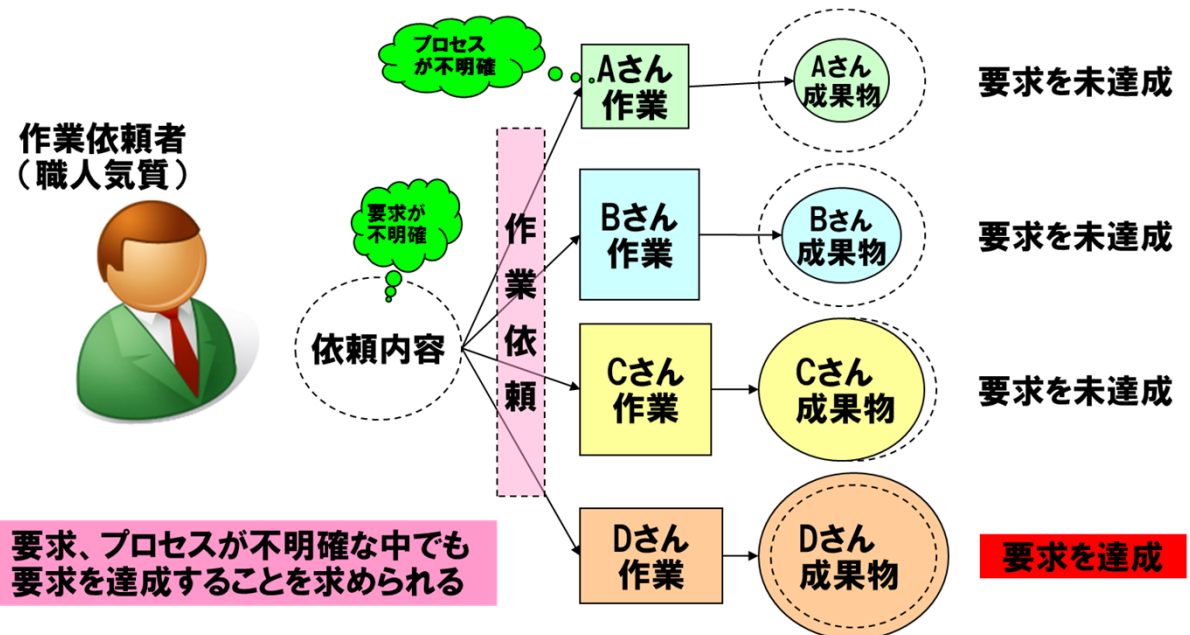 作業依頼者
（職人気質）
プロセス
が不明確
要求が
不明確
依頼内容
作業依頼
Aさん
作業
Aさん
成果物
要求を未達成
Bさん
作業
Bさん
成果物
要求を未達成
Cさん
作業
Cさん
成果物
要求を未達成
Dさん
作業
Dさん
成果物
要求を達成
要求、プロセスが不明確な中でも
要求を達成することを求められる